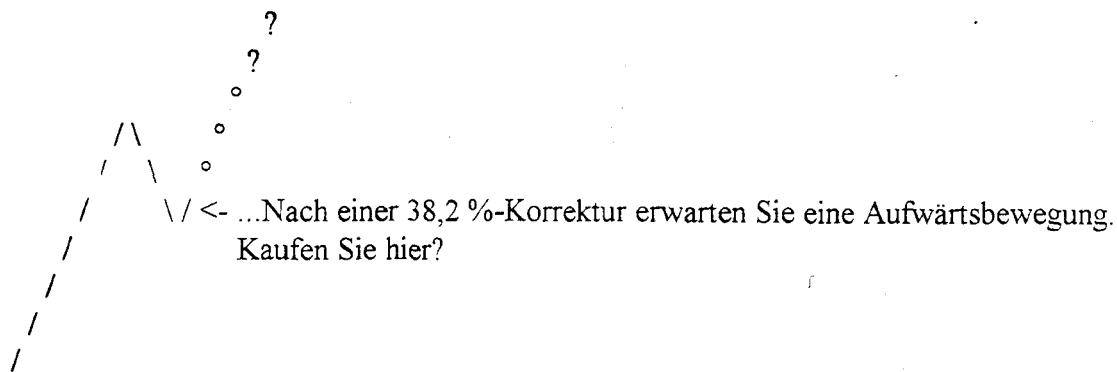 ?
?
<- ...Nach einer 38,2 %-Korrektur erwarten Sie eine Aufwärtsbewegung.
Kaufen Sie hier?